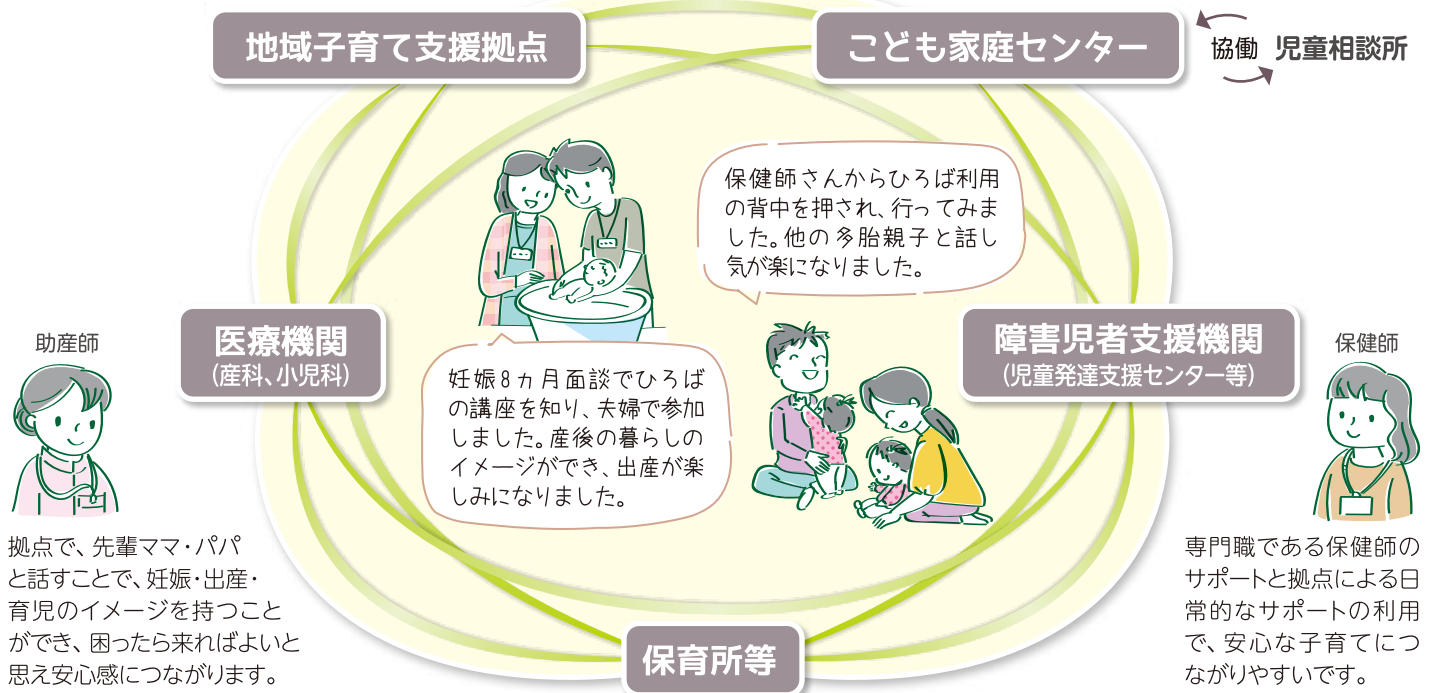 地域子育て支援拠点
こども家庭センター
協働
児童相談所
保健師さんからひろば利用
の背中を押され、行ってみま
した。他の多胎親子と話し
気が楽になりました。
医療機関
(産科、小児科)
障害児者支援機関
(児童発達支援センター等)
助産師
保健師
妊娠8ヵ月面談でひろば
の講座を知り、夫婦で参加
しました。産後の暮らしの
イメージができ、出産が楽
しみになりました。
拠点で、先輩ママ・パパ
と話すことで、妊娠・出産・
育児のイメージを持つこと
ができ、困ったら来ればよいと
思え安心感につながります。
専門職である保健師の
サポートと拠点による日
常的なサポートの利用
で、安心な子育てにつ
ながりやすいです。
保育所等